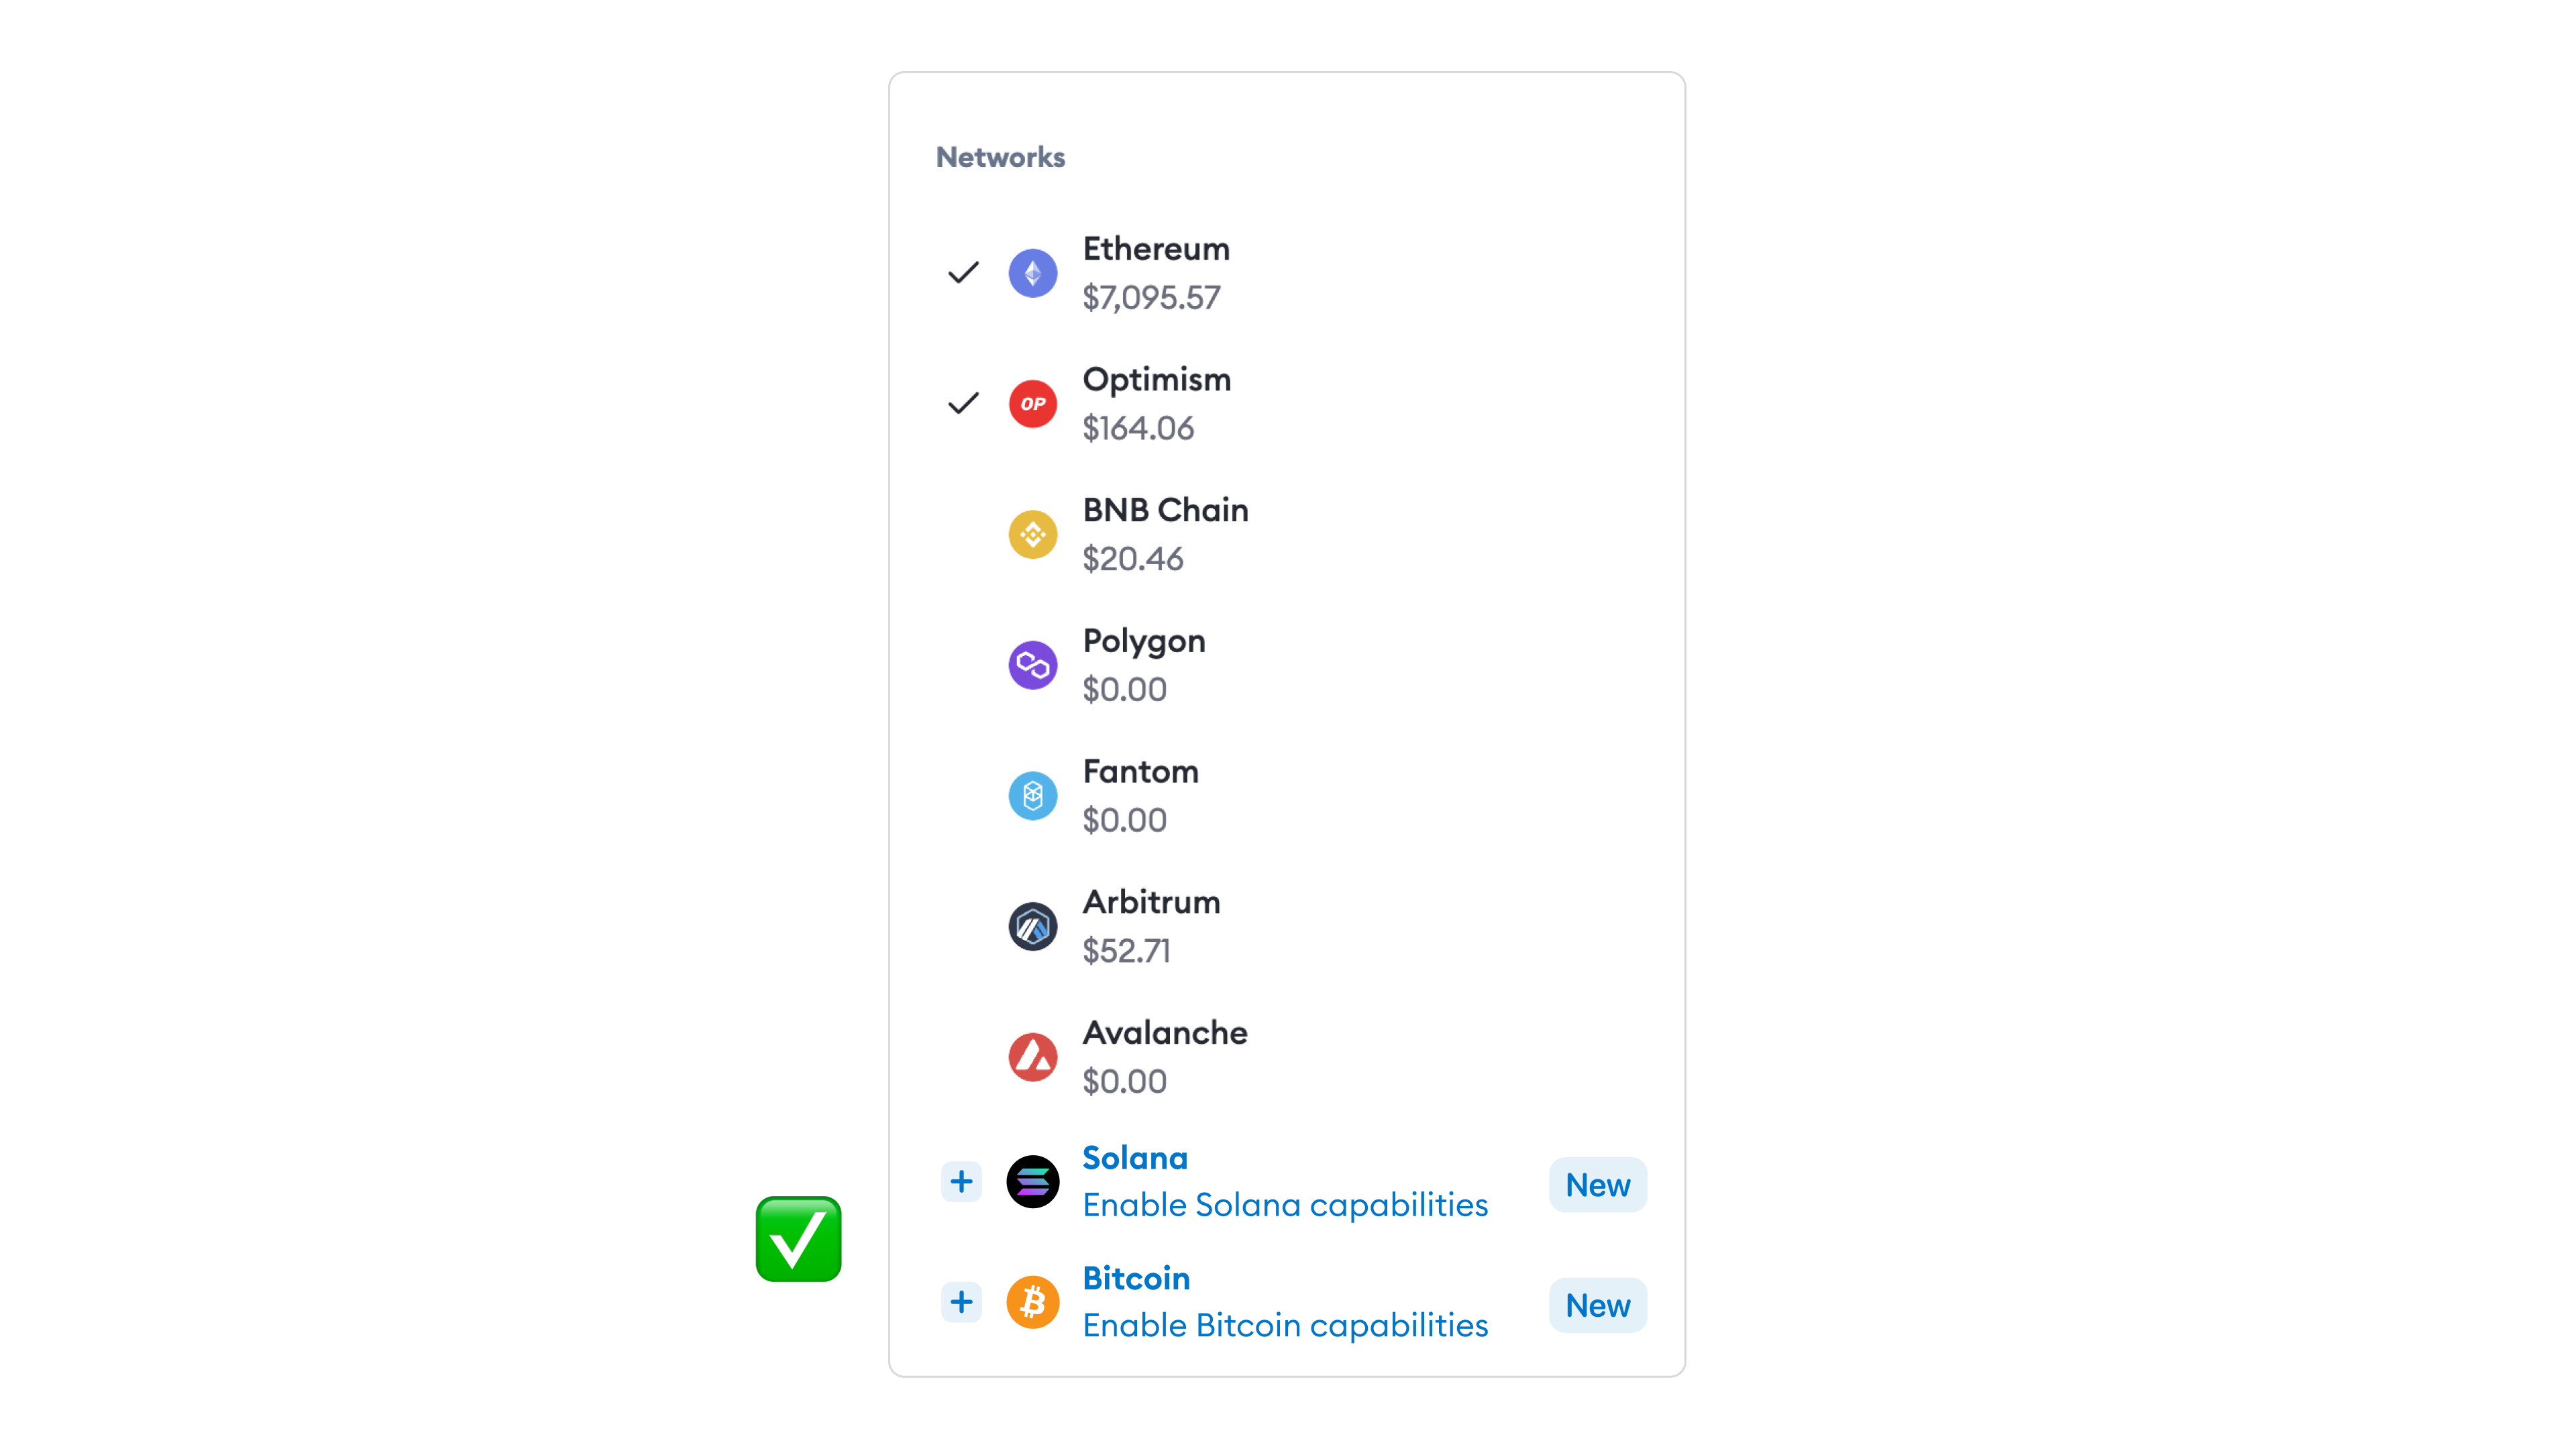 Networks
Ethereum
$7,095.57
OP
Optimism
$164.06
BNB Chain
$20.46
Polygon
$0.00
Fantom
$0.00
Arbitrum
$52.71
Avalanche
$0.00
Solana
Enable Solana capabilities
New
Bitcoin
Enable Bitcoin capabilities
New